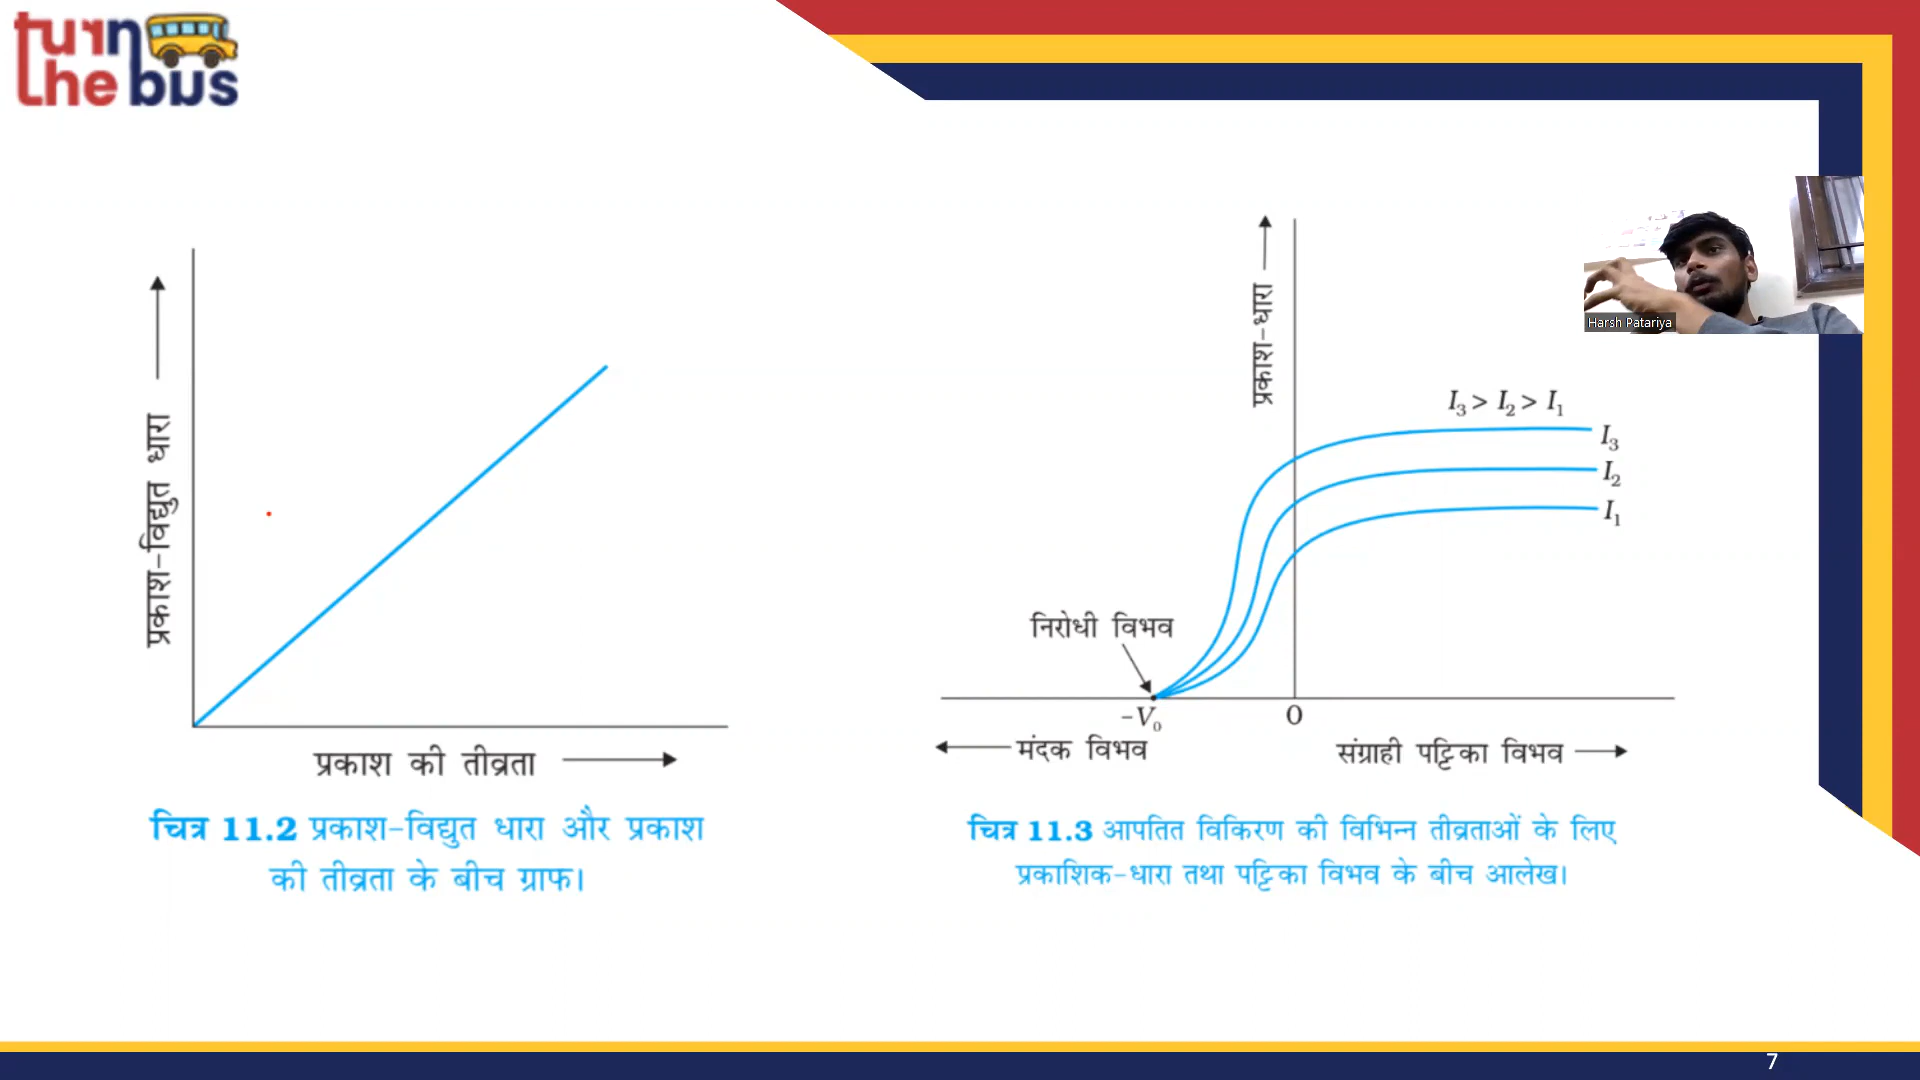 turn
the bus
प्रकाश-विद्युत धारा
प्रकाश की तीव्रता
चित्र 11.2 प्रकाश-विद्युत धारा और प्रकाश
की तीव्रता के बीच ग्राफ।
प्रकाश-धारा
Harsh Patariya
I₃ > I₂ > I₁
I₃
I₂
I₁
निरोधी विभव
-V₀
O
मंदक विभव
संग्राही पट्टिका विभव
चित्र 11.3 आपतित विकिरण की विभिन्न तीव्रताओं के लिए
प्रकाशिक-धारा तथा पट्टिका विभव के बीच आलेख।
7